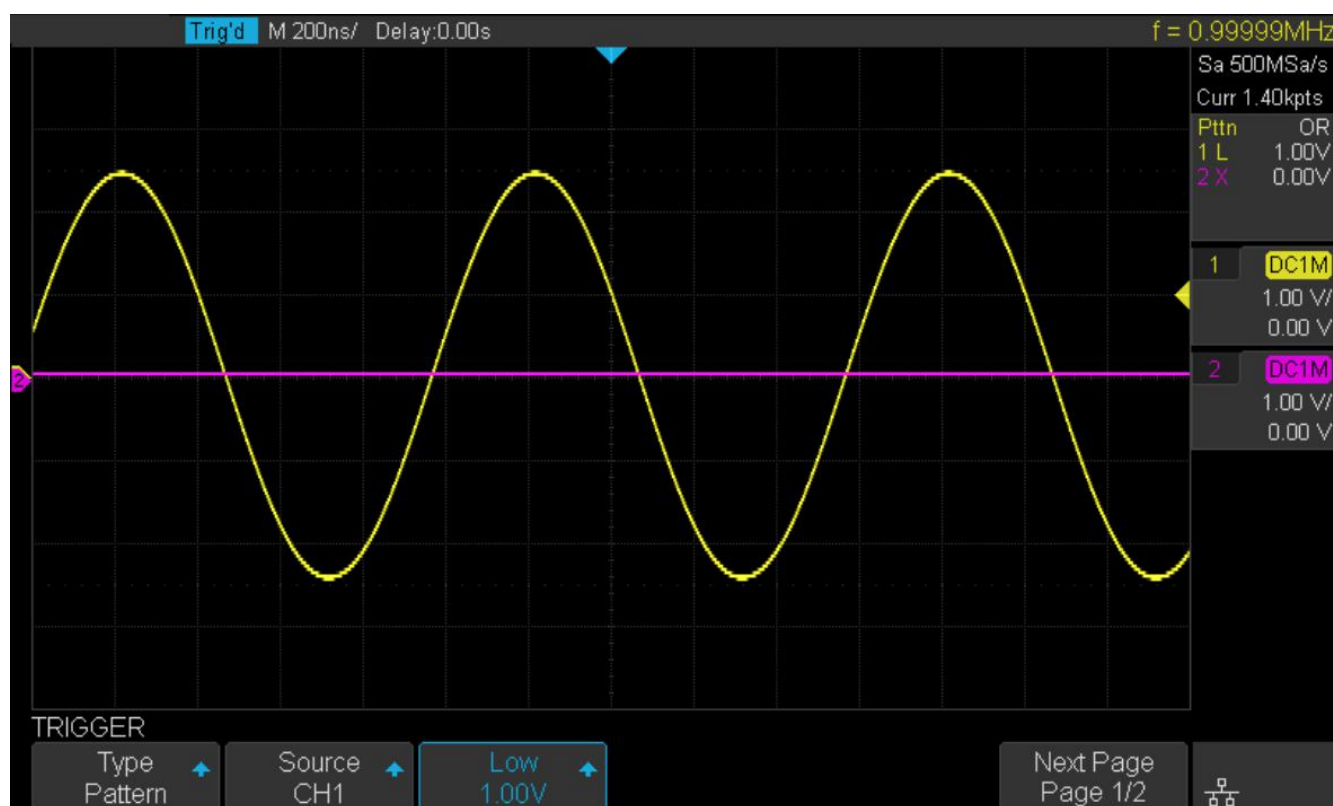 Trig'd M 200ns/ Delay:0.00s f = 0.99999MHz
Sa 500MSa/s
Curr 1.40kpts
Pttn OR
1 L 1.00V
2 X 0.00V
1 DC1M
1.00 V/
0.00 V
2
2 DC1M
1.00 V/
0.00 V
TRIGGER
Type Source Low Next Page
Pattern CH1 1.00V Page 1/2